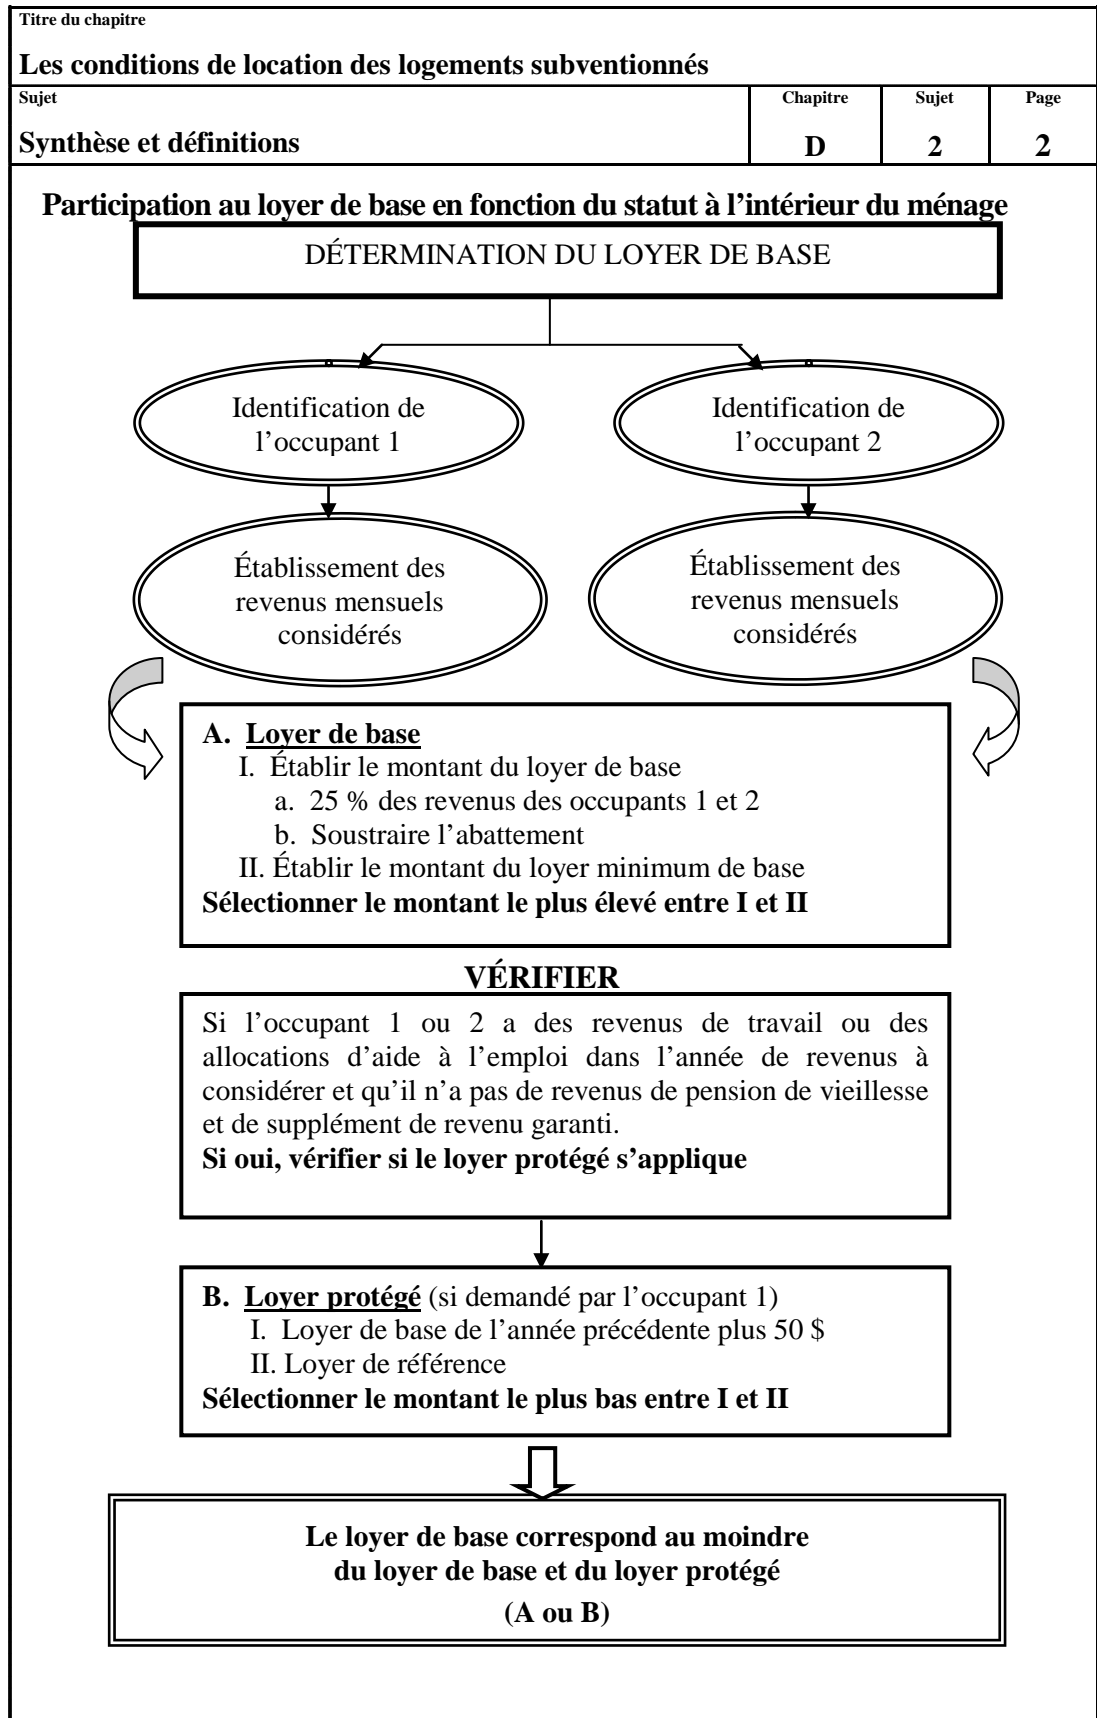 Titre du chapitre
Les conditions de location des logements subventionnés
Sujet
Chapitre
Sujet
Page
Synthèse et définitions
D
2
2
Participation au loyer de base en fonction du statut à l’intérieur du ménage
DÉTERMINATION DU LOYER DE BASE
Identification de
l’occupant 1
Identification de
l’occupant 2
Établissement des
revenus mensuels
considérés
Établissement des
revenus mensuels
considérés
A. Loyer de base
I. Établir le montant du loyer de base
a. 25 % des revenus des occupants 1 et 2
b. Soustraire l’abattement
II. Établir le montant du loyer minimum de base
Sélectionner le montant le plus élevé entre I et II
VÉRIFIER
Si l’occupant 1 ou 2 a des revenus de travail ou des
allocations d’aide à l’emploi dans l’année de revenus à
considérer et qu’il n’a pas de revenus de pension de vieillesse
et de supplément de revenu garanti.
Si oui, vérifier si le loyer protégé s’applique
B. Loyer protégé (si demandé par l’occupant 1)
I. Loyer de base de l’année précédente plus 50 $
II. Loyer de référence
Sélectionner le montant le plus bas entre I et II
Le loyer de base correspond au moindre
du loyer de base et du loyer protégé
(A ou B)